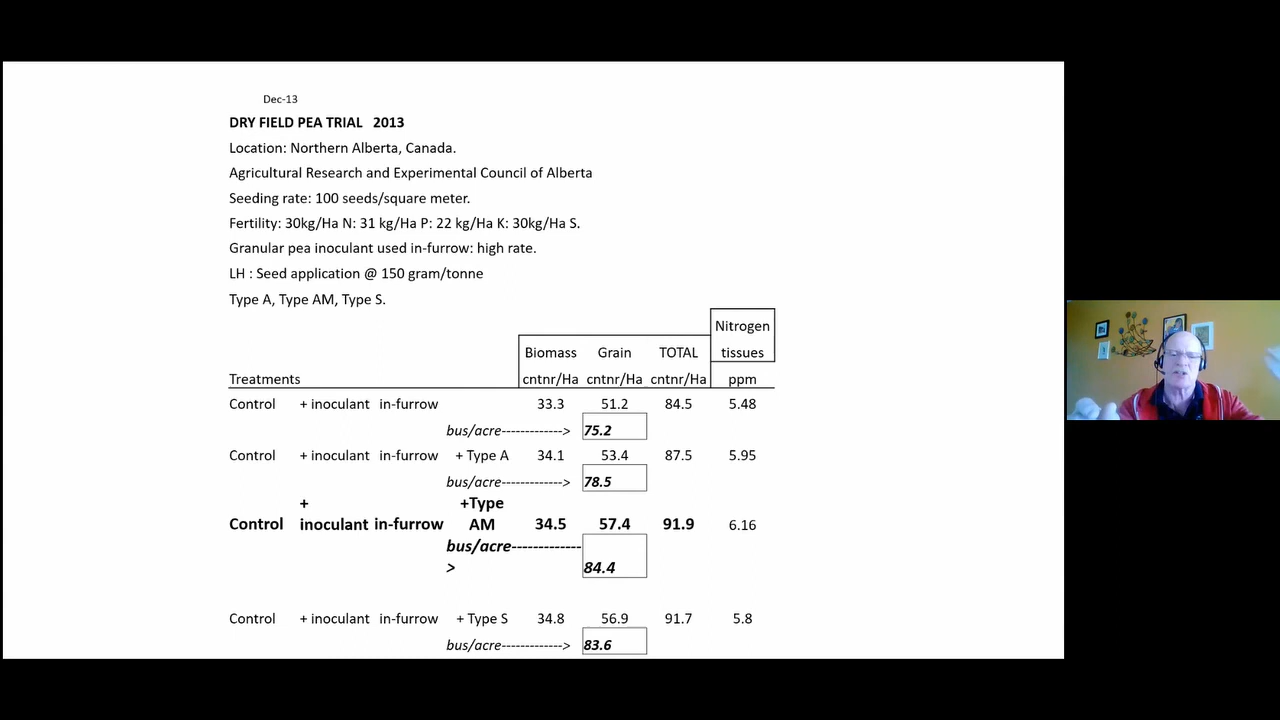 Dec-13
DRY FIELD PEA TRIAL 2013
Location: Northern Alberta, Canada.
Agricultural Research and Experimental Council of Alberta
Seeding rate: 100 seeds/square meter.
Fertility: 30kg/Ha N: 31 kg/Ha P: 22 kg/Ha K: 30kg/Ha S.
Granular pea inoculant used in-furrow: high rate.
LH : Seed application @ 150 gram/tonne
Type A, Type AM, Type S.
Nitrogen
Biomass Grain TOTAL tissues
Treatments cntnr/Ha cntnr/Ha cntnr/Ha ppm
Control + inoculant in-furrow 33.3 51.2 84.5 5.48
bus/acre-------------> 75.2
Control + inoculant in-furrow + Type A 34.1 53.4 87.5 5.95
bus/acre-------------> 78.5
+ +Type
Control inoculant in-furrow AM 34.5 57.4 91.9 6.16
bus/acre-------------
> 84.4
Control + inoculant in-furrow + Type S 34.8 56.9 91.7 5.8
bus/acre-------------> 83.6